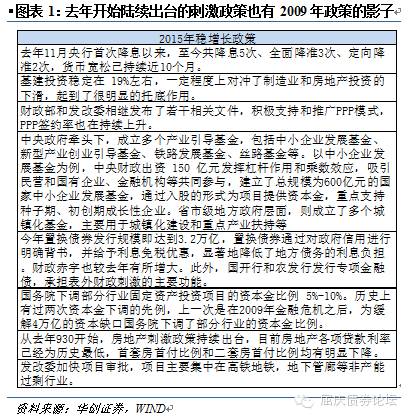 图表 1：去年开始陆续出台的刺激政策也有 2009 年政策的影子
2015年稳增长政策
去年11月央行首次降息以来，至今共降息5次、全面降准3次、定向降
准2次，货币宽松已持续近10个月。
基建投资稳定在 19%左右，一定程度上对冲了制造业和房地产投资的
下滑，起到了很明显的托底作用。
财政部和发改委相继发布了若干相关文件，积极支持和推广PPP模式，
PPP签约率也在持续上升。
中央政府牵头下，成立多个产业引导基金，包括中小企业发展基金、
新型产业创业引导基金、铁路发展基金、丝路基金等。以中小企业发
展基金为例，中央财政出资 150 亿元发挥杠杆作用和乘数效应，吸引
民营和国有企业、金融机构等共同参与，建立了总规模为600亿元的国
家中小企业发展基金，通过入股的形式为项目提供资本金，重点支持
种子期、初创期成长性企业。省市级地方政府层面，则成立了多个城
镇化基金，主要用于城镇化建设和重点产业扶持等
今年置换债券发行规模即达到3.2万亿，置换债券通过对政府信用进行
明确背书，并给予利息免税优惠，显著地降低了地方债务的利息负担
。财政赤字也较去年有所增大。此外，国开行和农发行发行专项金融
债，承担表外财政刺激的主要功能。
国务院下调部分行业固定资产投资项目的资本金比例 5%-10%。历史上
有过两次资本金下调的先例，上一次是在2009年金融危机之后，为缓
解4万亿的资本缺口国务院下调了部分行业的资本金比例。
从去年930开始，房地产刺激政策持续出台，目前房地产各项贷款利率
已经为历史最低，首套房首付比例和二套房首付比例均有明显下降。
发改委加快项目审批，项目主要集中在高铁地铁，地下管廊等非产能
过剩行业。
资料来源：华创证券，WIND
屈庆债券论坛